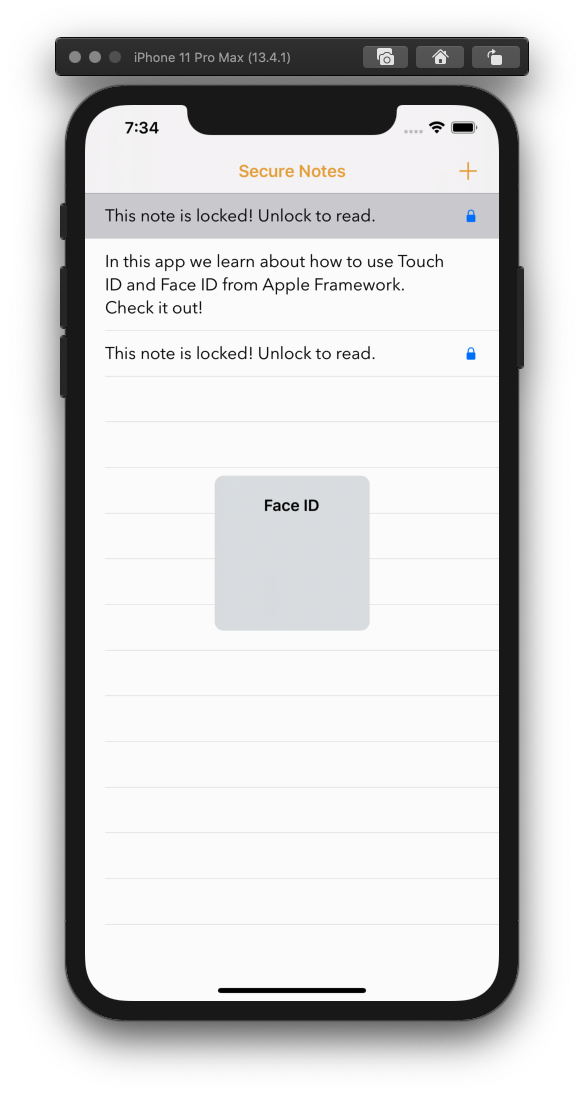 iPhone 11 Pro Max (13.4.1)
7:34
Secure Notes
This note is locked! Unlock to read.
In this app we learn about how to use Touch
ID and Face ID from Apple Framework.
Check it out!
This note is locked! Unlock to read.
Face ID